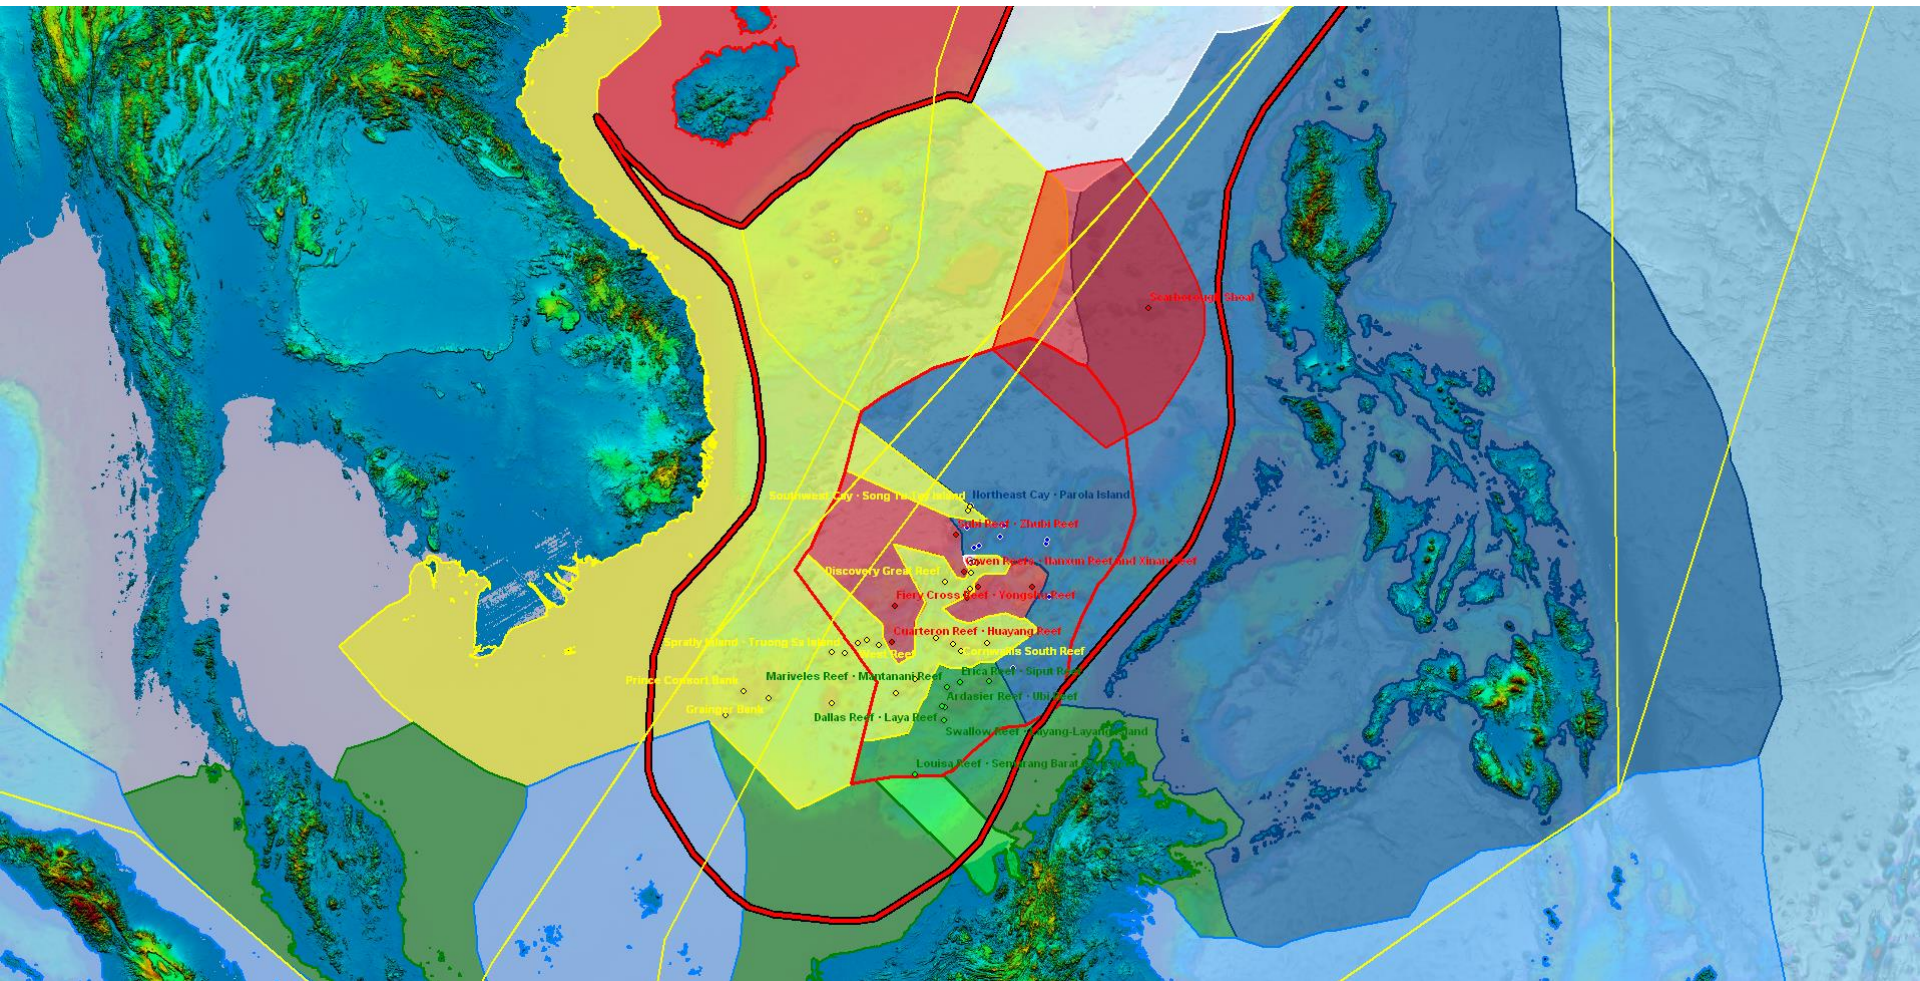 Scarborough Shoal
Southwest Cay · Song Tu Tay Island
Northeast Cay · Parola Island
Subi Reef · Zhubi Reef
Gaven Reefs · Nanxun Reef and Xinan Reef
Discovery Great Reef
Fiery Cross Reef · Yongshu Reef
Cuarteron Reef · Huayang Reef
Spratly Island · Truong Sa Island
West Reef
Cornwallis South Reef
Erica Reef · Siput Reef
Mariveles Reef · Mantanani Reef
Prince Consort Bank
Ardasier Reef · Ubi Reef
Grainger Bank
Dallas Reef · Laya Reef
Swallow Reef · Layang-Layang Island
Louisa Reef · Semarang Barat